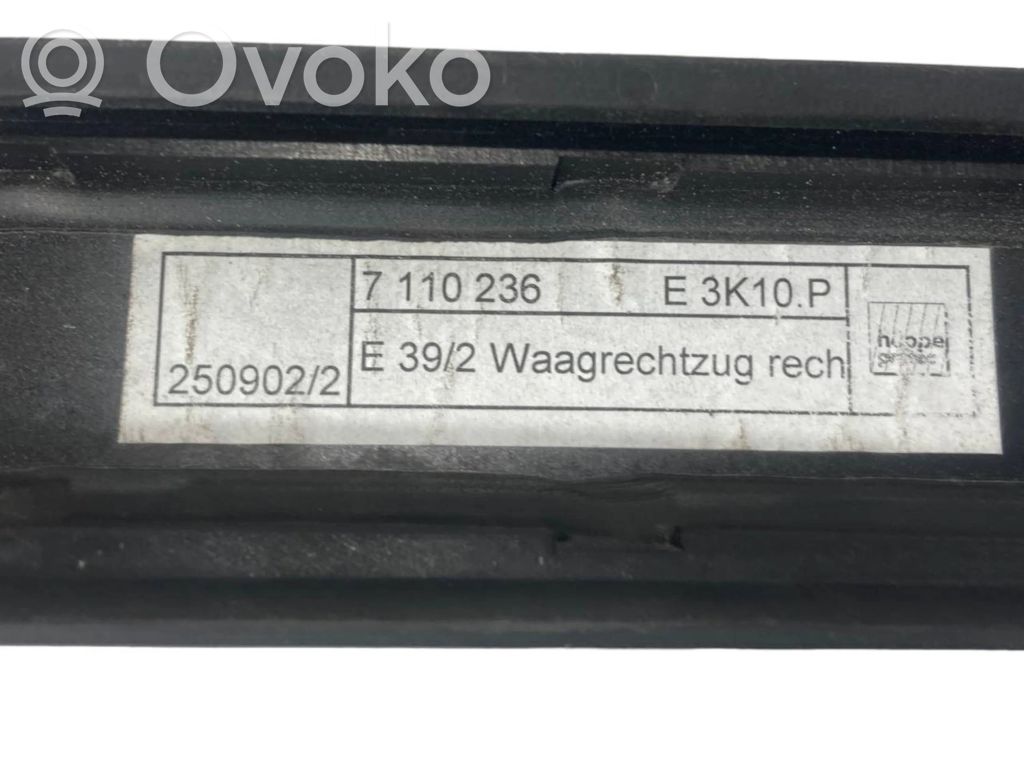 Ovoko
7 110 236 E 3K10.P
250902/2 E 39/2 Waagrechtzug rech